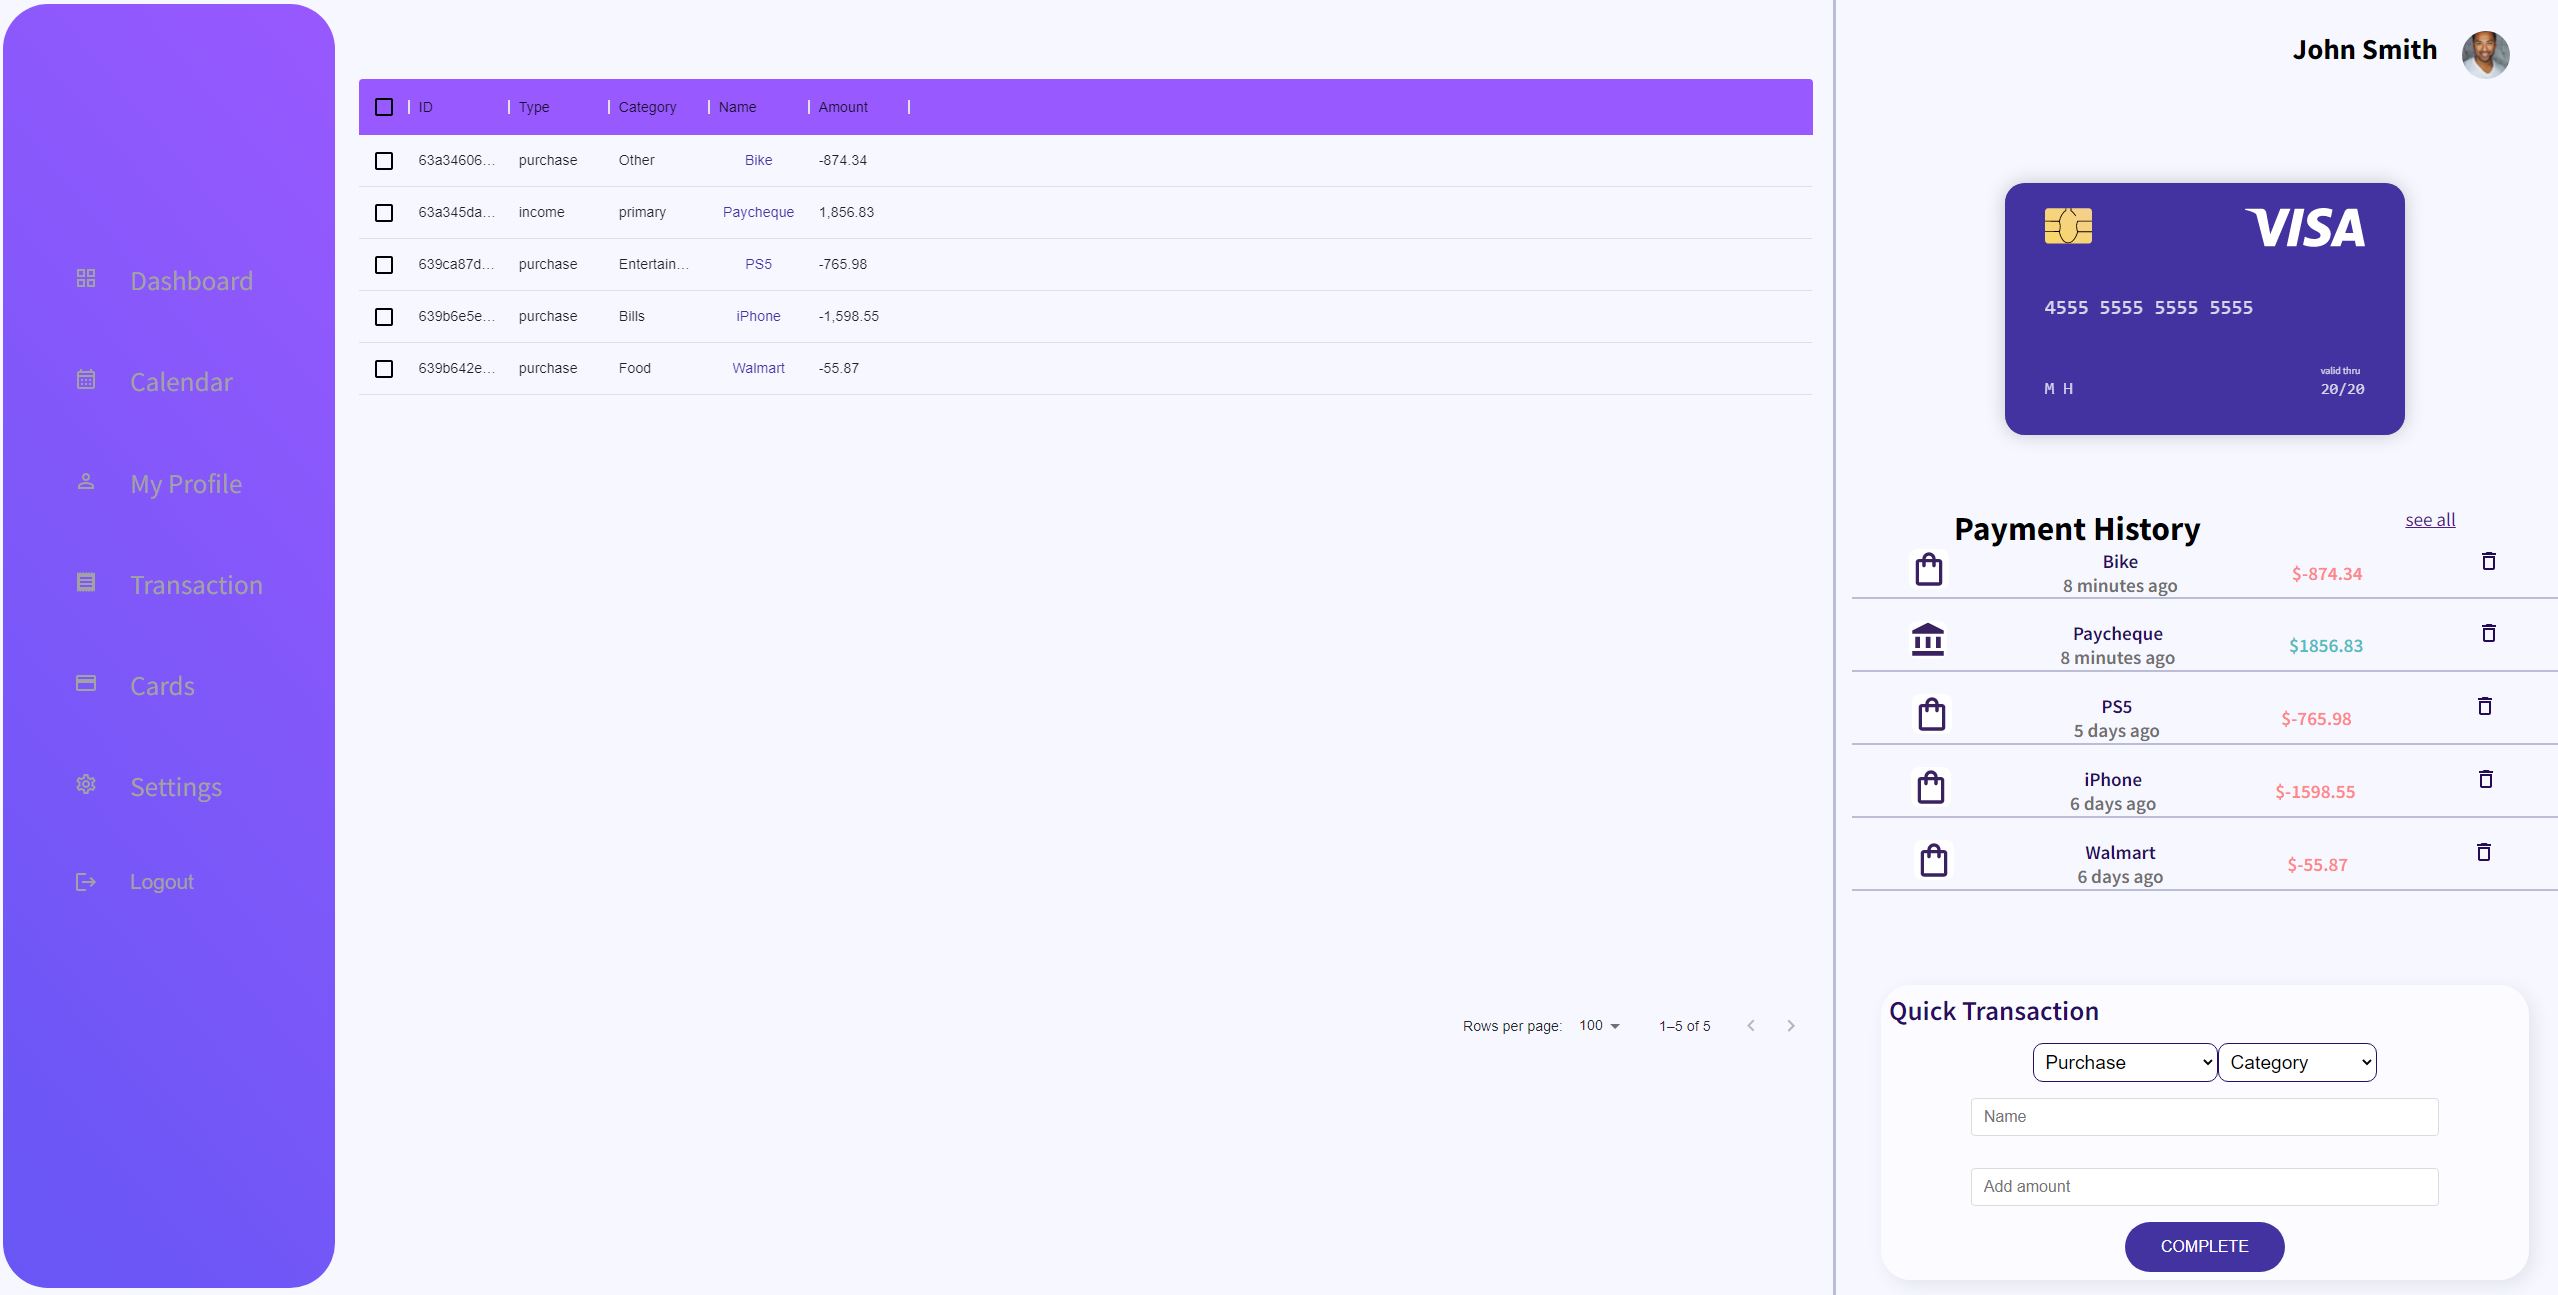 Dashboard
Calendar
My Profile
Transaction
Cards
Settings
Logout
ID Type Category Name Amount
63a34606... purchase Other Bike -874.34
63a345da... income primary Paycheque 1,856.83
639ca87d... purchase Entertain... PS5 -765.98
639b6e5e... purchase Bills iPhone -1,598.55
639b642e... purchase Food Walmart -55.87
Rows per page: 100 1–5 of 5
John Smith
VISA
4555 5555 5555 5555
valid thru
M H 20/20
Payment History see all
Bike
8 minutes ago
$-874.34
Paycheque
8 minutes ago
$1856.83
PS5
5 days ago
$-765.98
iPhone
6 days ago
$-1598.55
Walmart
6 days ago
$-55.87
Quick Transaction
Purchase Category
Name
Add amount
COMPLETE